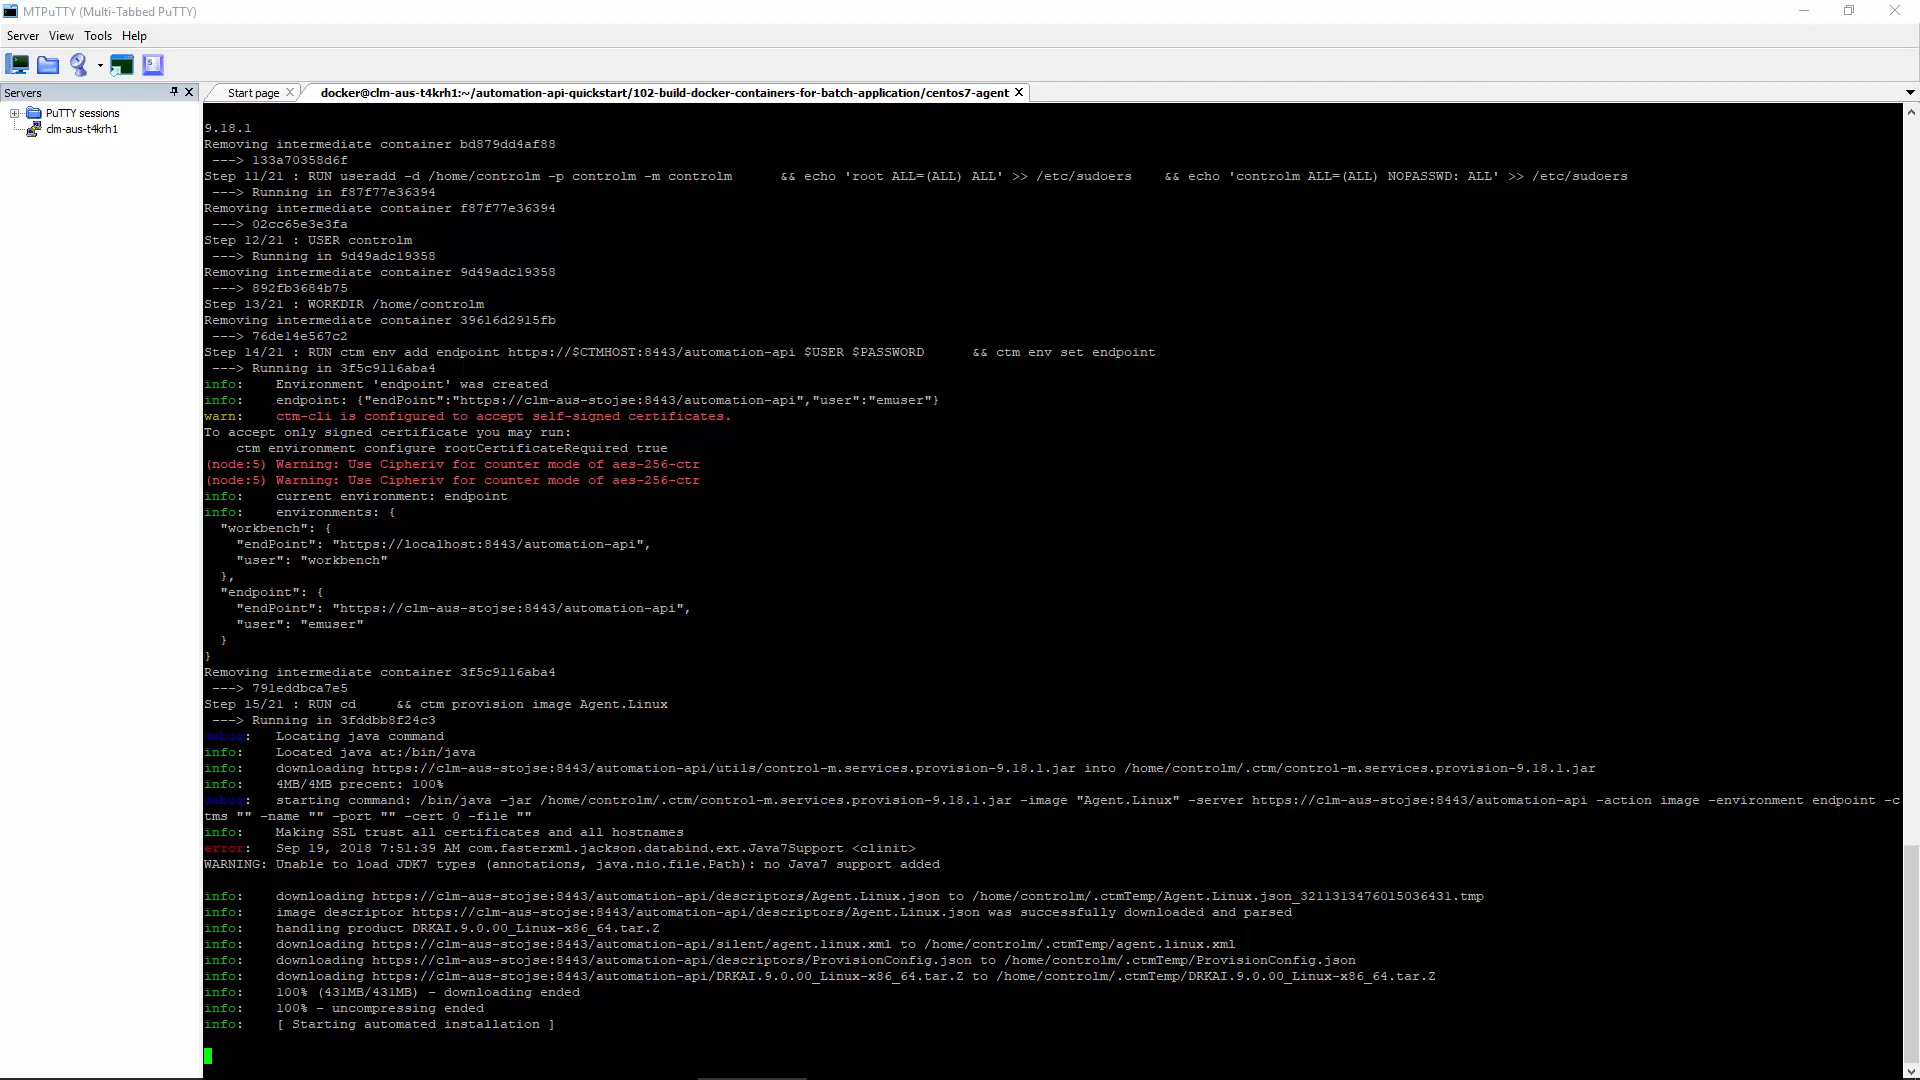 MTPuTTY (Multi-Tabbed PuTTY)
Server View Tools Help
Servers
PuTTY sessions
clm-aus-t4krh1
Start page
docker@clm-aus-t4krh1:~/automation-api-quickstart/102-build-docker-containers-for-batch-application/centos7-agent
9.18.1
Removing intermediate container bd879dd4af88
---> 133a70358d6f
Step 11/21 : RUN useradd -d /home/controlm -p controlm -m controlm && echo 'root ALL=(ALL) ALL' >> /etc/sudoers && echo 'controlm ALL=(ALL) NOPASSWD: ALL' >> /etc/sudoers
---> Running in f87f77e36394
Removing intermediate container f87f77e36394
---> 02cc65e3e3fa
Step 12/21 : USER controlm
---> Running in 9d49adc19358
Removing intermediate container 9d49adc19358
---> 892fb3684b75
Step 13/21 : WORKDIR /home/controlm
Removing intermediate container 39616d2915fb
---> 76de14e567c2
Step 14/21 : RUN ctm env add endpoint https://$CTMHOST:8443/automation-api $USER $PASSWORD && ctm env set endpoint
---> Running in 3f5c9116aba4
info: Environment 'endpoint' was created
info: endpoint: {"endPoint":"https://clm-aus-stojse:8443/automation-api","user":"emuser"}
warn: ctm-cli is configured to accept self-signed certificates.
To accept only signed certificate you may run:
ctm environment configure rootCertificateRequired true
(node:5) Warning: Use Cipheriv for counter mode of aes-256-ctr
(node:5) Warning: Use Cipheriv for counter mode of aes-256-ctr
info: current environment: endpoint
info: environments: {
"workbench": {
"endPoint": "https://localhost:8443/automation-api",
"user": "workbench"
},
"endpoint": {
"endPoint": "https://clm-aus-stojse:8443/automation-api",
"user": "emuser"
}
}
Removing intermediate container 3f5c9116aba4
---> 791eddbca7e5
Step 15/21 : RUN cd && ctm provision image Agent.Linux
---> Running in 3fddbb8f24c3
debug: Locating java command
info: Located java at:/bin/java
info: downloading https://clm-aus-stojse:8443/automation-api/utils/control-m.services.provision-9.18.1.jar into /home/controlm/.ctm/control-m.services.provision-9.18.1.jar
info: 4MB/4MB precent: 100%
debug: starting command: /bin/java -jar /home/controlm/.ctm/control-m.services.provision-9.18.1.jar -image "Agent.Linux" -server https://clm-aus-stojse:8443/automation-api -action image -environment endpoint -c
tms "" -name "" -port "" -cert 0 -file ""
info: Making SSL trust all certificates and all hostnames
error: Sep 19, 2018 7:51:39 AM com.fasterxml.jackson.databind.ext.Java7Support <clinit>
WARNING: Unable to load JDK7 types (annotations, java.nio.file.Path): no Java7 support added
info: downloading https://clm-aus-stojse:8443/automation-api/descriptors/Agent.Linux.json to /home/controlm/.ctmTemp/Agent.Linux.json_3211313476015036431.tmp
info: image descriptor https://clm-aus-stojse:8443/automation-api/descriptors/Agent.Linux.json was successfully downloaded and parsed
info: handling product DRKAI.9.0.00_Linux-x86_64.tar.Z
info: downloading https://clm-aus-stojse:8443/automation-api/silent/agent.linux.xml to /home/controlm/.ctmTemp/agent.linux.xml
info: downloading https://clm-aus-stojse:8443/automation-api/descriptors/ProvisionConfig.json to /home/controlm/.ctmTemp/ProvisionConfig.json
info: downloading https://clm-aus-stojse:8443/automation-api/DRKAI.9.0.00_Linux-x86_64.tar.Z to /home/controlm/.ctmTemp/DRKAI.9.0.00_Linux-x86_64.tar.Z
info: 100% (431MB/431MB) - downloading ended
info: 100% - uncompressing ended
info: [ Starting automated installation ]